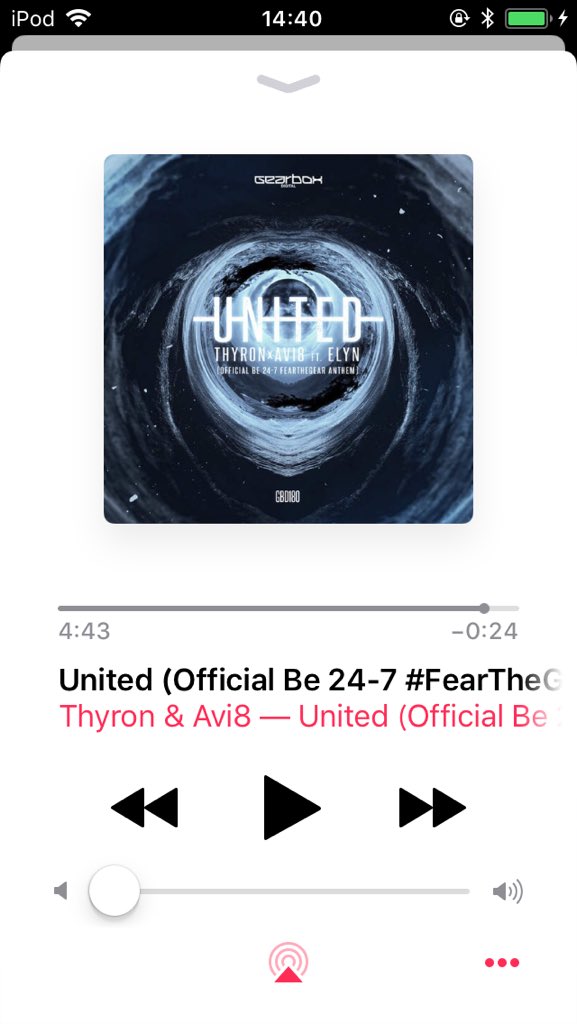 iPod 14:40
Gearbox
DIGITAL
UNITED
THYRON x AVI8 FT. ELYN
[OFFICIAL BE 24-7 FEARTHEGEAR ANTHEM]
GBD180
4:43 −0:24
United (Official Be 24-7 #FearTheG
Thyron & Avi8 — United (Official Be 2